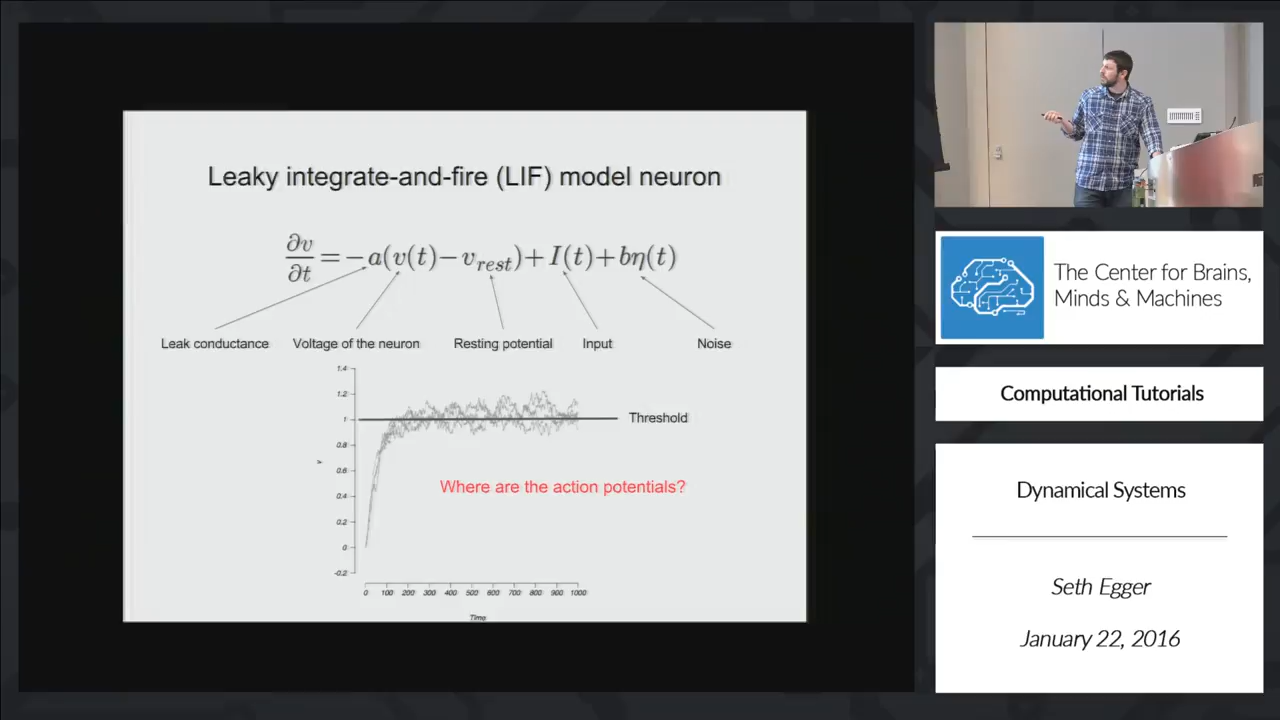 Leaky integrate-and-fire (LIF) model neuron
∂v/∂t = −a(v(t)−v_rest)+I(t)+bη(t)
Leak conductance
Voltage of the neuron
Resting potential
Input
Noise
1.4
1.2
1
0.8
0.6
0.4
0.2
0
-0.2
v
Threshold
Where are the action potentials?
0 100 200 300 400 500 600 700 800 900 1000
Time
The Center for Brains,
Minds & Machines
Computational Tutorials
Dynamical Systems
Seth Egger
January 22, 2016